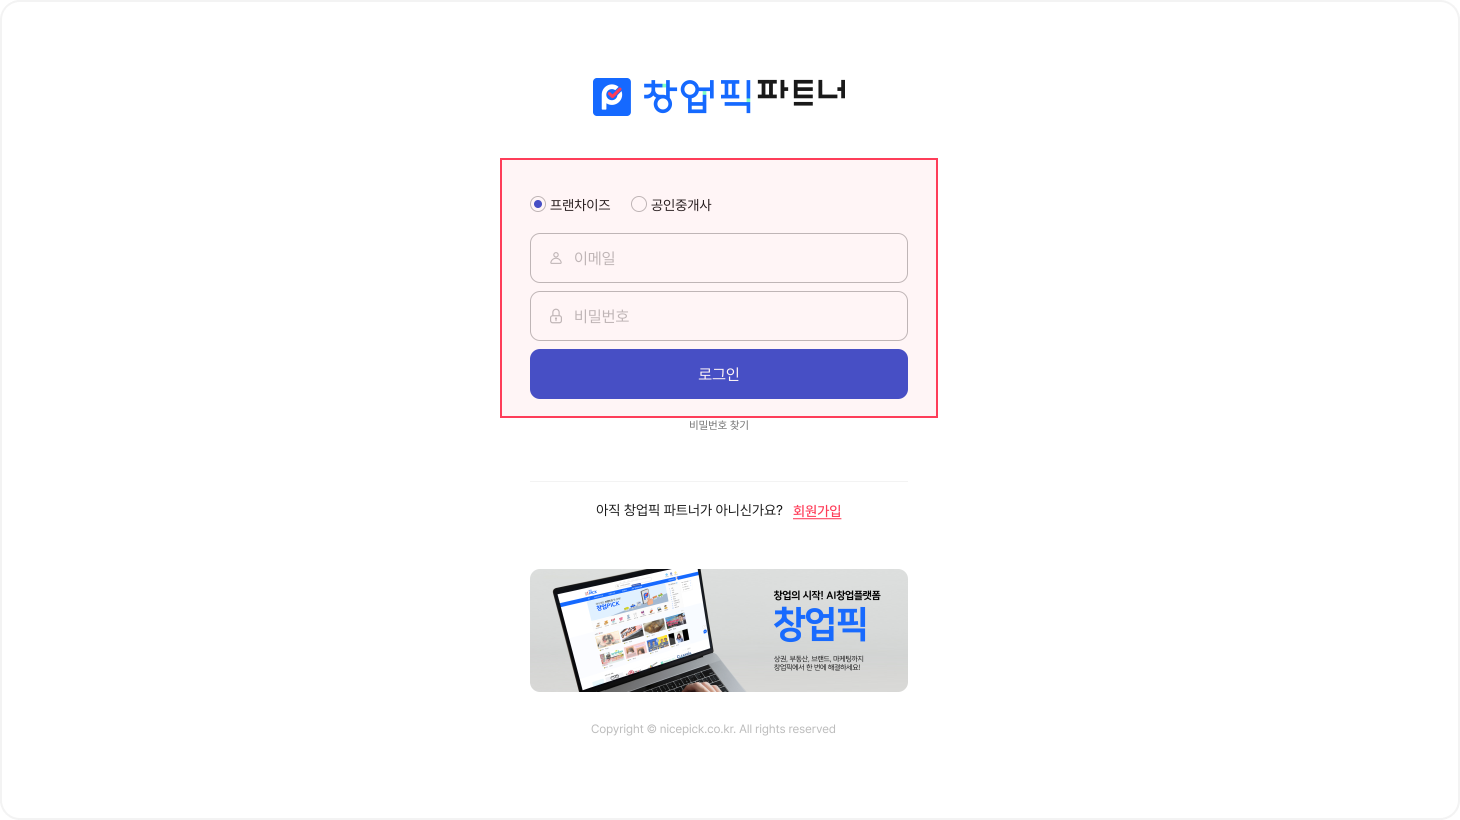 창업픽파트너
프랜차이즈 공인중개사
이메일
비밀번호
로그인
비밀번호 찾기
아직 창업픽 파트너가 아니신가요? 회원가입
창업의 시작! AI창업플랫폼
창업픽
상권, 부동산, 브랜드, 마케팅까지
창업픽에서 한 번에 해결하세요!
Copyright © nicepick.co.kr. All rights reserved